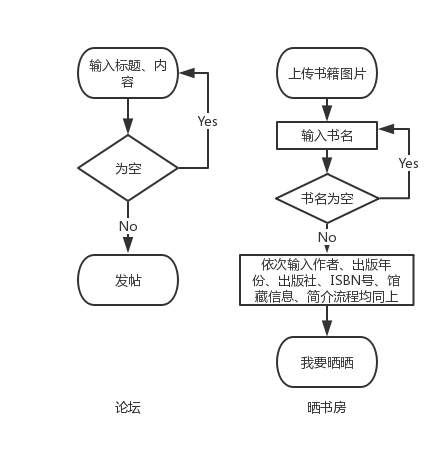 输入标题、内
容
Yes
为空
No
发帖
论坛
上传书籍图片
输入书名
Yes
书名为空
No
依次输入作者、出版年
份、出版社、ISBN号、馆
藏信息、简介流程均同上
我要晒晒
晒书房